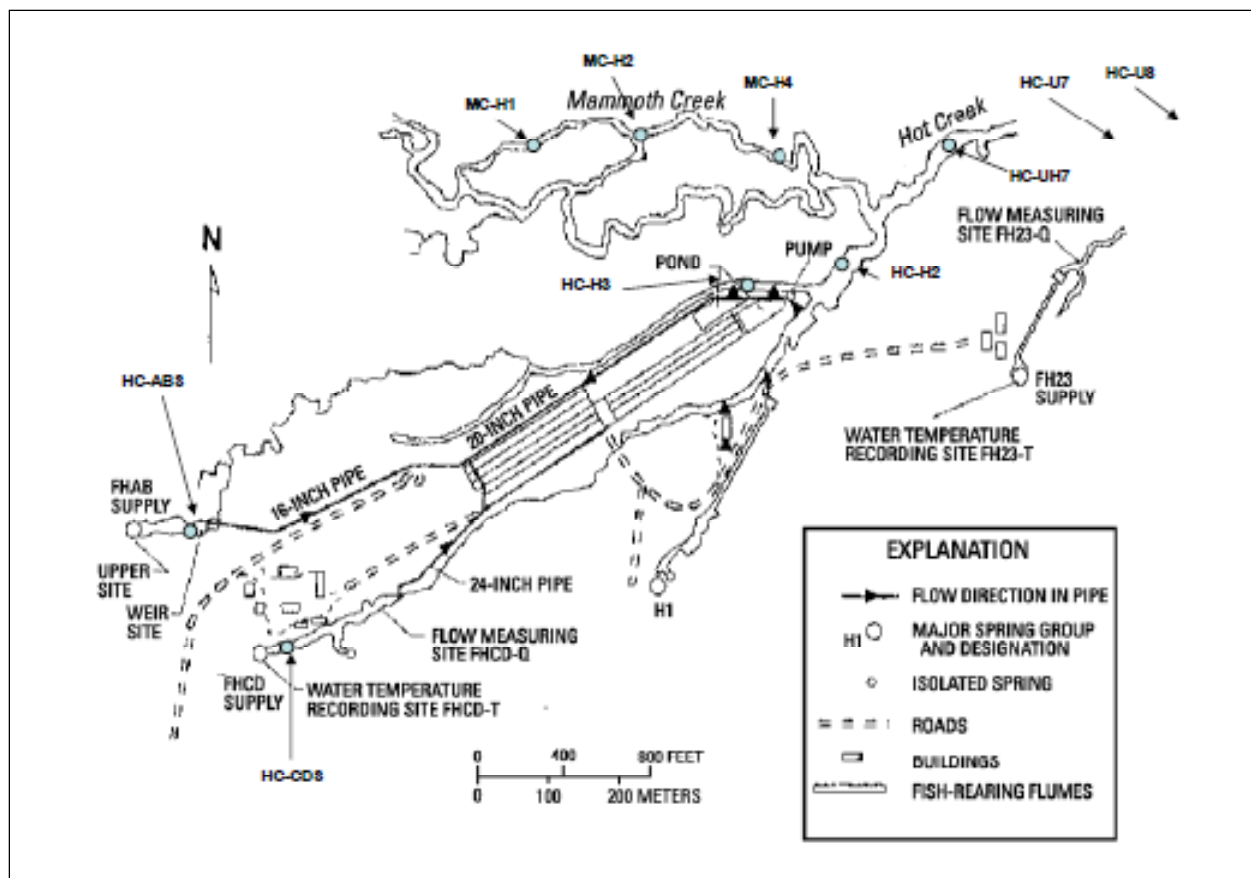 MC-H2
MC-H1
MC-H4
HC-U7
HC-U8
Mammoth Creek
Hot Creek
HC-UH7
FLOW MEASURING
SITE FH23-Q
N
POND
PUMP
HC-H3
HC-H2
HC-ABS
20-INCH PIPE
FH23
SUPPLY
WATER TEMPERATURE
RECORDING SITE FH23-T
FHAB
SUPPLY
16-INCH PIPE
UPPER
SITE
WEIR
SITE
24-INCH PIPE
H1
FLOW MEASURING
SITE FHCD-Q
FHCD
SUPPLY
WATER TEMPERATURE
RECORDING SITE FHCD-T
HC-CDS
0 400 800 FEET
0 100 200 METERS
EXPLANATION
FLOW DIRECTION IN PIPE
H1 MAJOR SPRING GROUP
AND DESIGNATION
ISOLATED SPRING
ROADS
BUILDINGS
FISH-REARING FLUMES